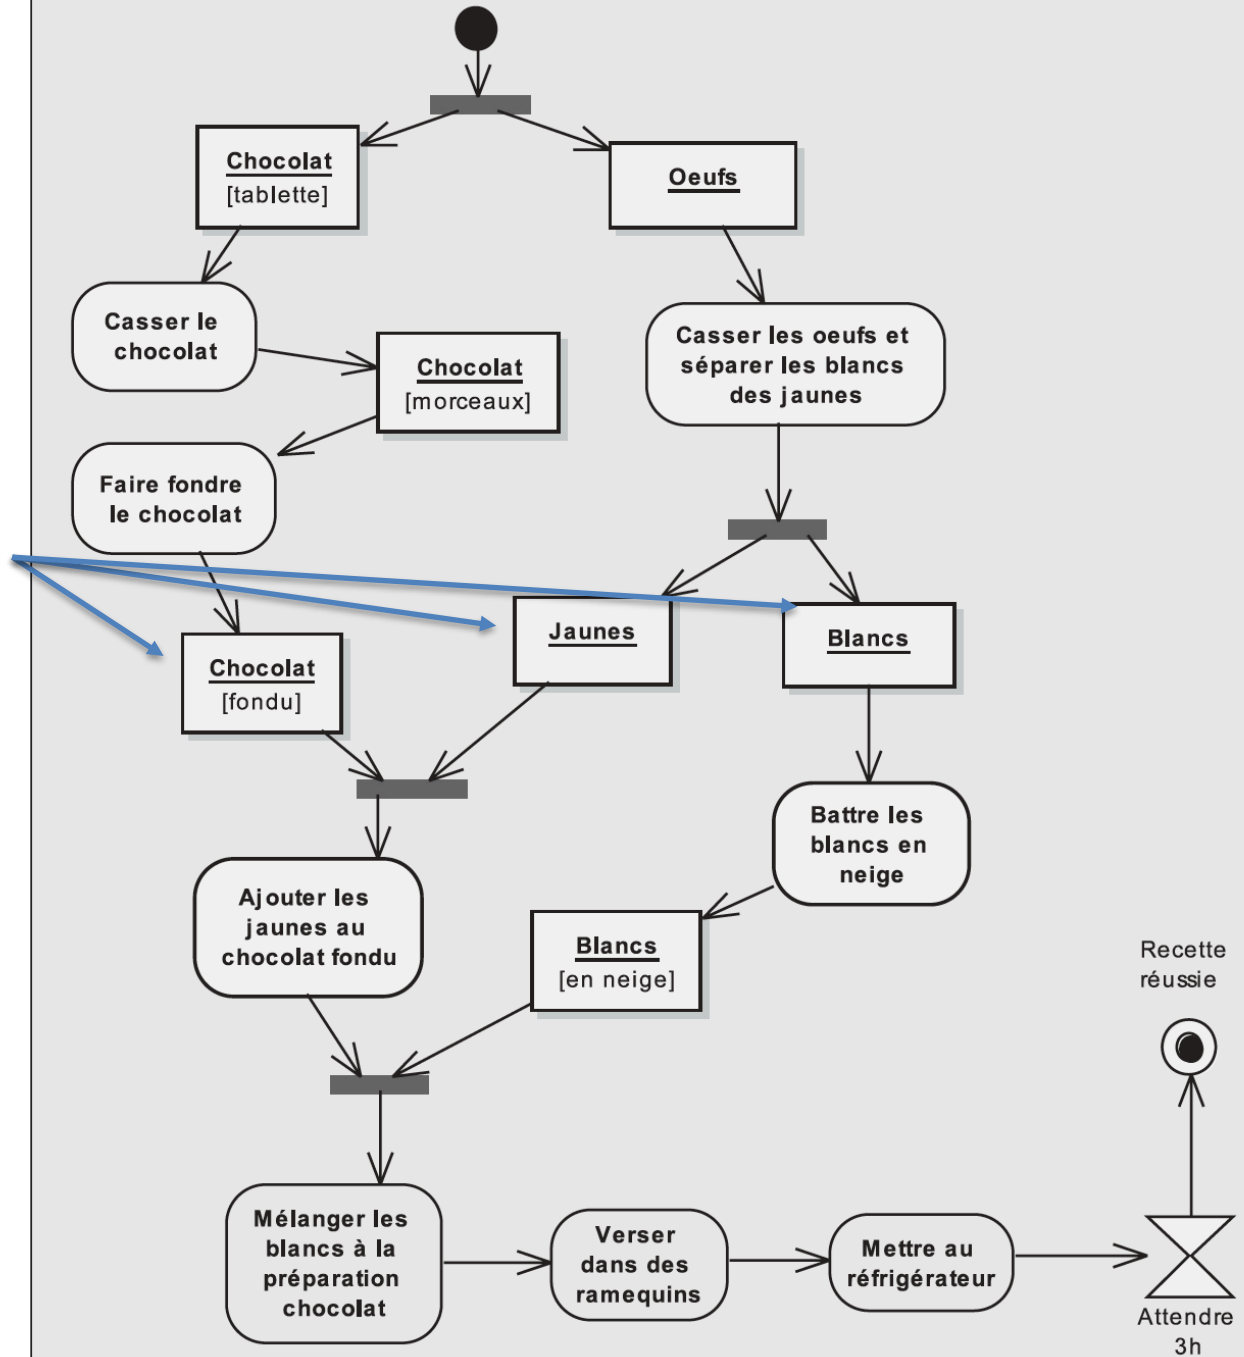 Chocolat
[tablette]
Oeufs
Casser le
chocolat
Chocolat
[morceaux]
Casser les oeufs et
séparer les blancs
des jaunes
Faire fondre
le chocolat
Chocolat
[fondu]
Jaunes
Blancs
Battre les
blancs en
neige
Ajouter les
jaunes au
chocolat fondu
Blancs
[en neige]
Recette
réussie
Mélanger les
blancs à la
préparation
chocolat
Verser
dans des
ramequins
Mettre au
réfrigérateur
Attendre
3h